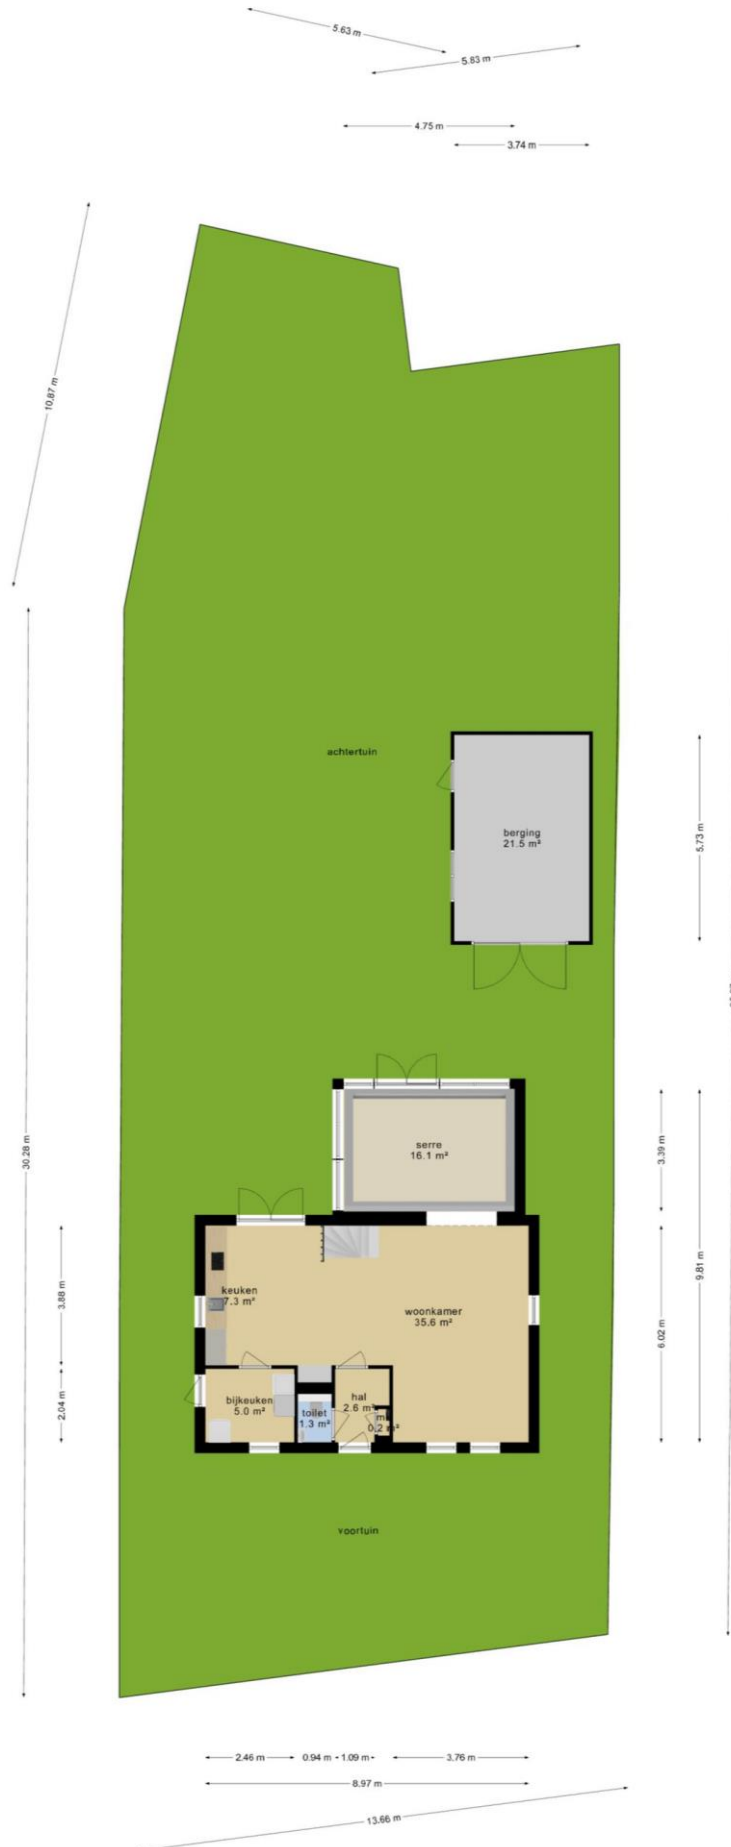 5.63 m
5.83 m
4.75 m
3.74 m
10.87 m
achtertuin
berging
21.5 m²
5.73 m
serre
16.1 m²
3.39 m
30.28 m
9.81 m
keuken
7.3 m²
woonkamer
35.6 m²
3.88 m
6.02 m
bijkeuken
5.0 m²
toilet
1.3 m²
hal
2.6 m²
m
0.2 m²
2.04 m
voortuin
2.46 m
0.94 m
1.09 m
3.76 m
8.97 m
13.66 m